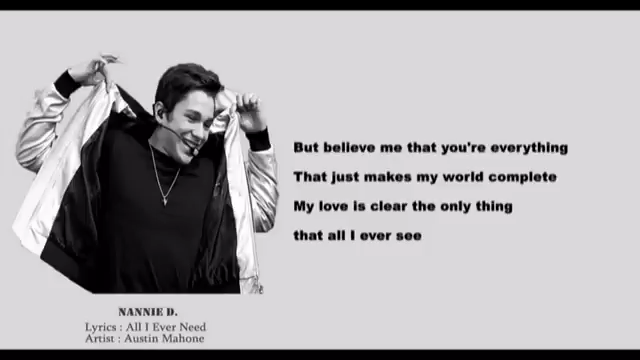 But believe me that you're everything
That just makes my world complete
My love is clear the only thing
that all I ever see
NANNIE D.
Lyrics : All I Ever Need
Artist : Austin Mahone